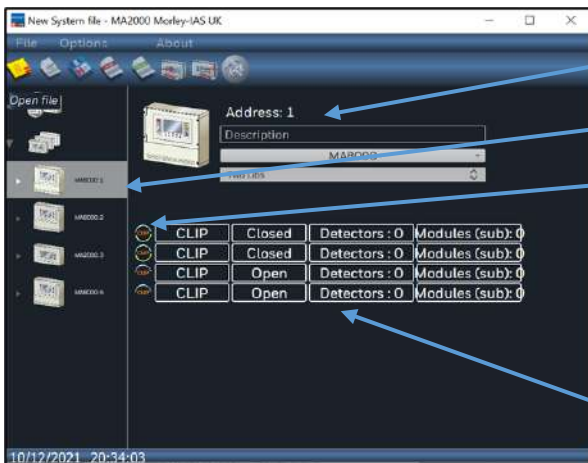 New System file - MA2000 Morley-IAS UK
File Options About
Open file
Address: 1
Description
MA8000
CLIP Closed Detectors : 0 Modules (sub): 0
CLIP Closed Detectors : 0 Modules (sub): 0
CLIP Open Detectors : 0 Modules (sub): 0
CLIP Open Detectors : 0 Modules (sub): 0
10/12/2021 20:34:03